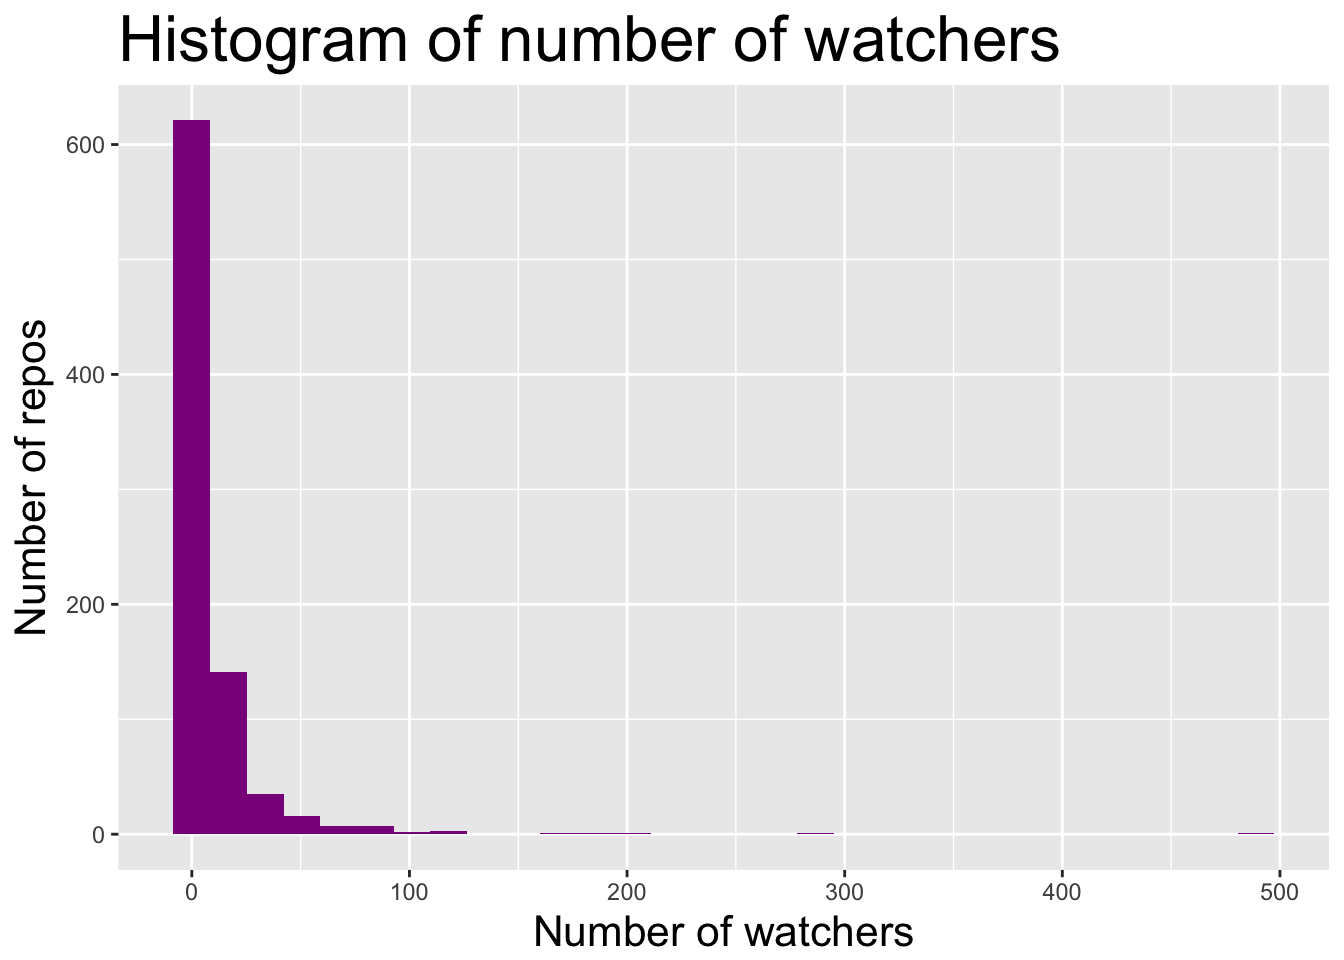 Histogram of number of watchers
Number of repos
600
400
200
0
0 100 200 300 400 500
Number of watchers